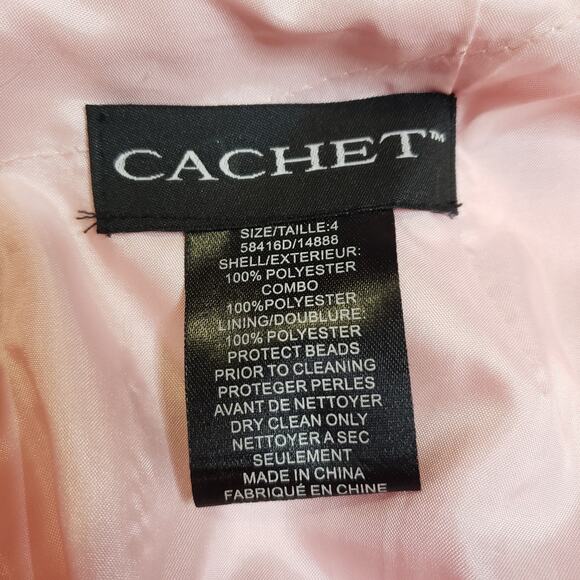 CACHET™
SIZE/TAILLE:4
58416D/14888
SHELL/EXTERIEUR:
100% POLYESTER
COMBO
100%POLYESTER
LINING/DOUBLURE:
100% POLYESTER
PROTECT BEADS
PRIOR TO CLEANING
PROTEGER PERLES
AVANT DE NETTOYER
DRY CLEAN ONLY
NETTOYER A SEC
SEULEMENT
MADE IN CHINA
FABRIQUÉ EN CHINE